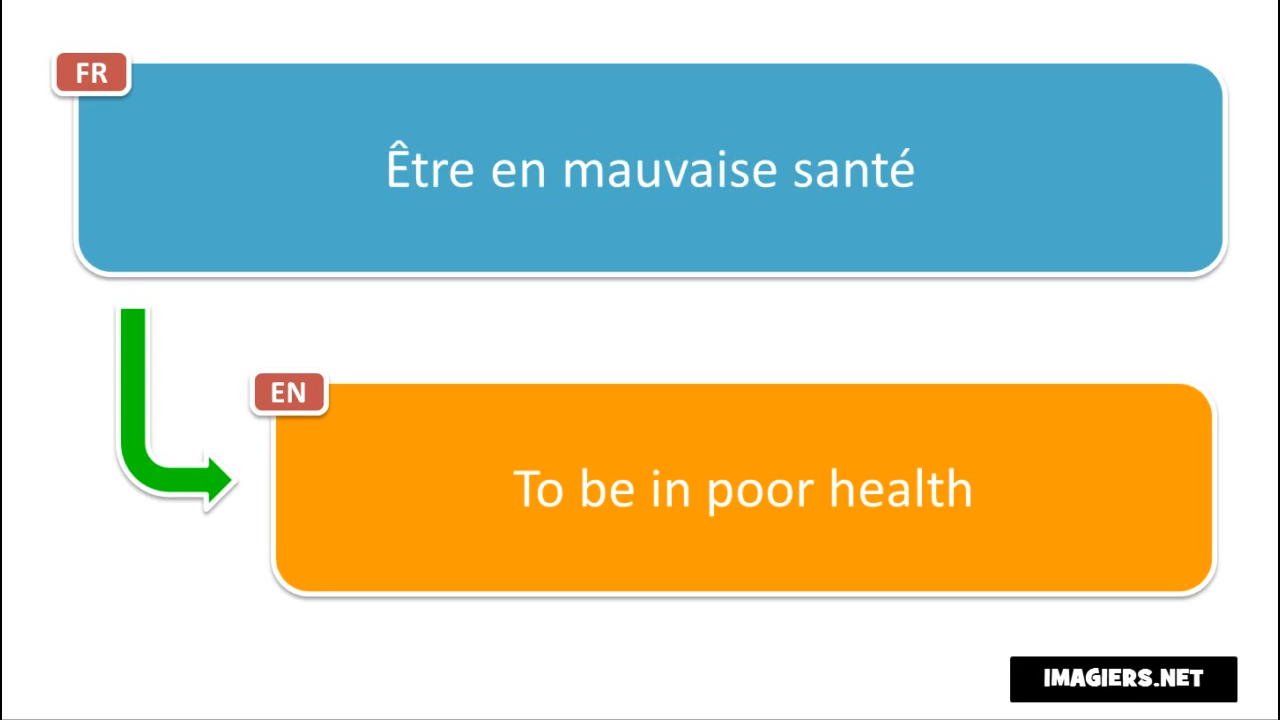 FR
Être en mauvaise santé
EN
To be in poor health
IMAGIERS.NET